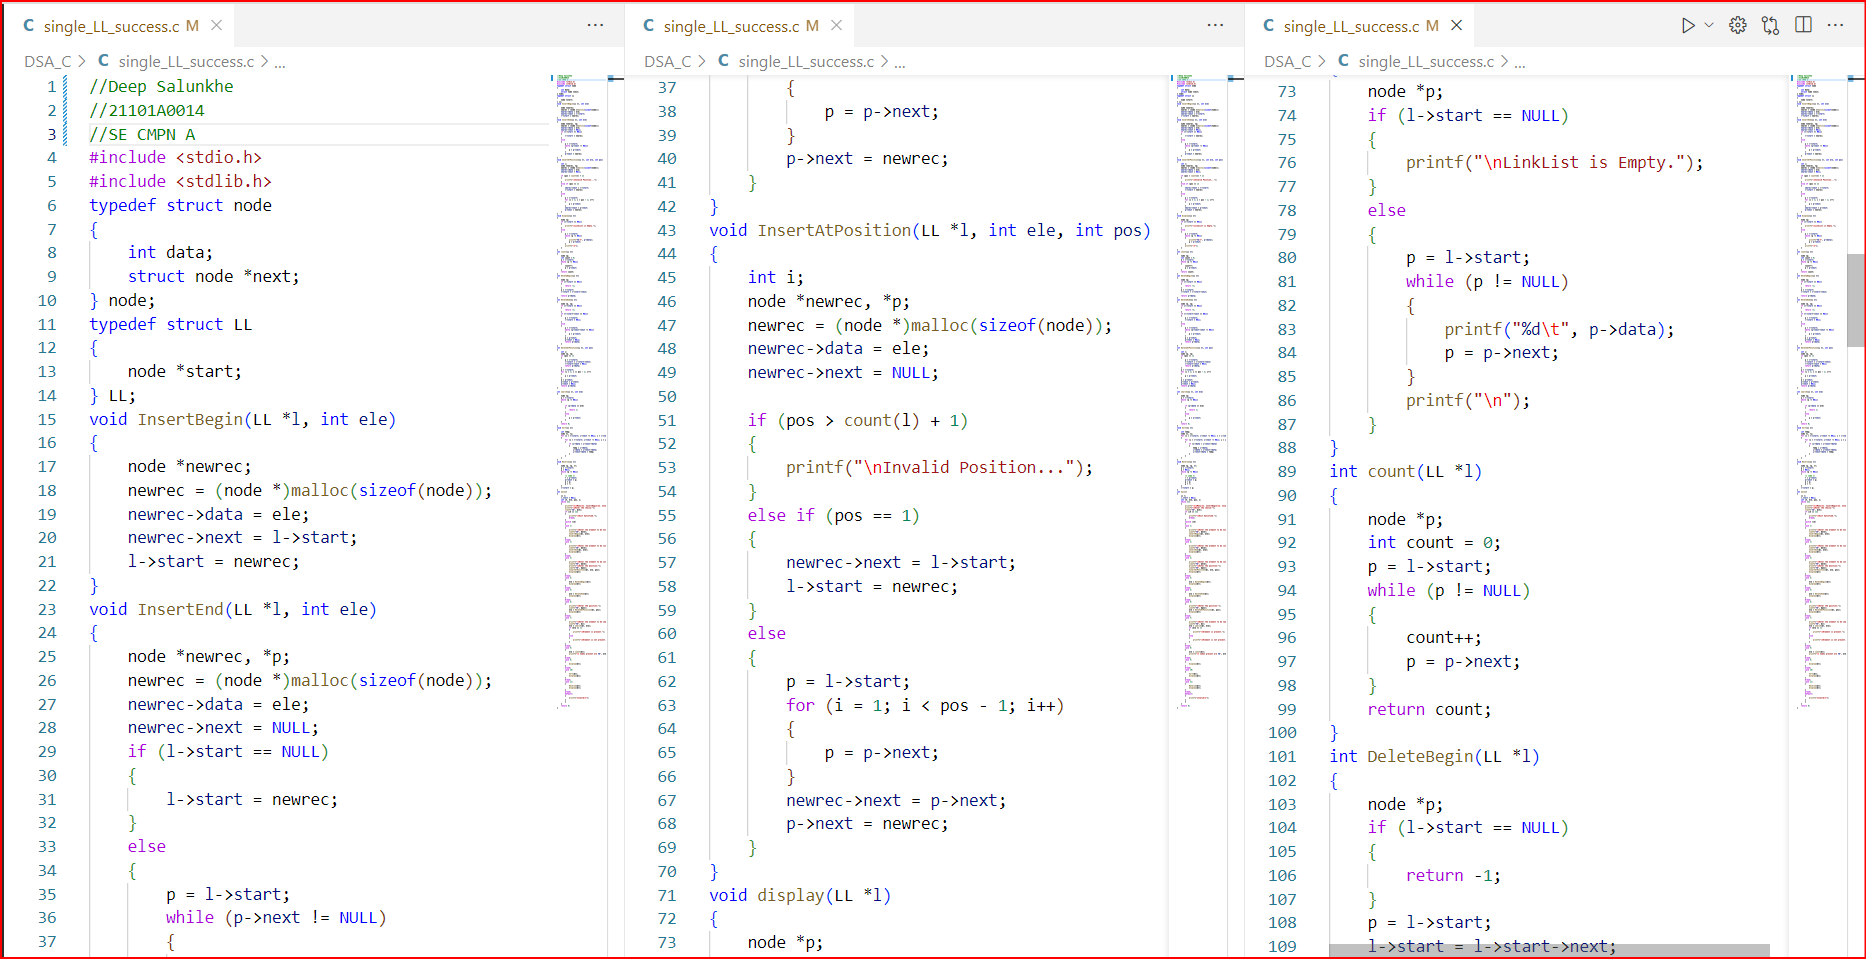 C single_LL_success.c M
DSA_C > C single_LL_success.c > ...
1 //Deep Salunkhe
2 //21101A0014
3 //SE CMPN A
4 #include <stdio.h>
5 #include <stdlib.h>
6 typedef struct node
7 {
8     int data;
9     struct node *next;
10 } node;
11 typedef struct LL
12 {
13     node *start;
14 } LL;
15 void InsertBegin(LL *l, int ele)
16 {
17     node *newrec;
18     newrec = (node *)malloc(sizeof(node));
19     newrec->data = ele;
20     newrec->next = l->start;
21     l->start = newrec;
22 }
23 void InsertEnd(LL *l, int ele)
24 {
25     node *newrec, *p;
26     newrec = (node *)malloc(sizeof(node));
27     newrec->data = ele;
28     newrec->next = NULL;
29     if (l->start == NULL)
30     {
31         l->start = newrec;
32     }
33     else
34     {
35         p = l->start;
36         while (p->next != NULL)
37         {
C single_LL_success.c M
DSA_C > C single_LL_success.c > ...
37         {
38             p = p->next;
39         }
40         p->next = newrec;
41     }
42 }
43 void InsertAtPosition(LL *l, int ele, int pos)
44 {
45     int i;
46     node *newrec, *p;
47     newrec = (node *)malloc(sizeof(node));
48     newrec->data = ele;
49     newrec->next = NULL;
50
51     if (pos > count(l) + 1)
52     {
53         printf("\nInvalid Position...");
54     }
55     else if (pos == 1)
56     {
57         newrec->next = l->start;
58         l->start = newrec;
59     }
60     else
61     {
62         p = l->start;
63         for (i = 1; i < pos - 1; i++)
64         {
65             p = p->next;
66         }
67         newrec->next = p->next;
68         p->next = newrec;
69     }
70 }
71 void display(LL *l)
72 {
73     node *p;
C single_LL_success.c M
DSA_C > C single_LL_success.c > ...
73     node *p;
74     if (l->start == NULL)
75     {
76         printf("\nLinkList is Empty.");
77     }
78     else
79     {
80         p = l->start;
81         while (p != NULL)
82         {
83             printf("%d\t", p->data);
84             p = p->next;
85         }
86         printf("\n");
87     }
88 }
89 int count(LL *l)
90 {
91     node *p;
92     int count = 0;
93     p = l->start;
94     while (p != NULL)
95     {
96         count++;
97         p = p->next;
98     }
99     return count;
100 }
101 int DeleteBegin(LL *l)
102 {
103     node *p;
104     if (l->start == NULL)
105     {
106         return -1;
107     }
108     p = l->start;
109     l->start = l->start->next;